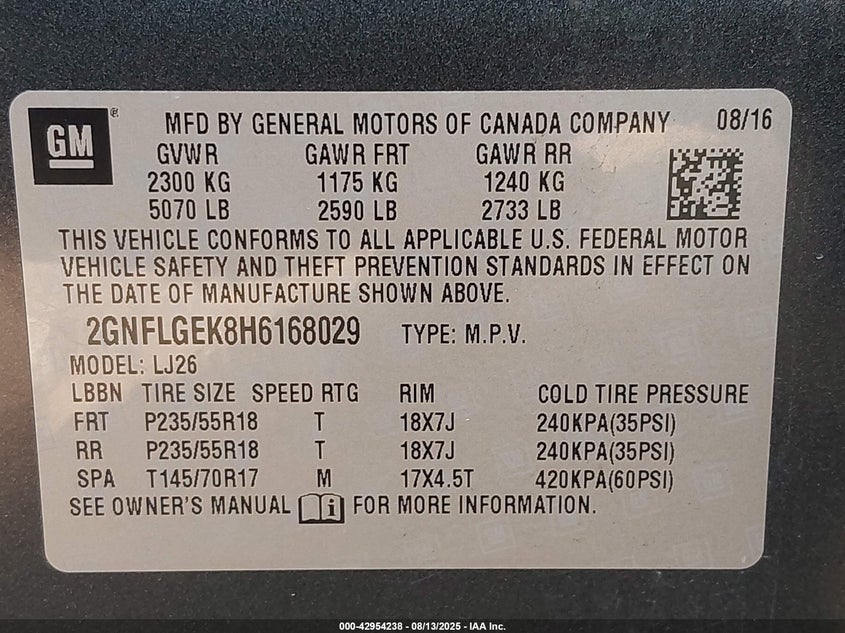 GM ® MFD BY GENERAL MOTORS OF CANADA COMPANY 08/16
GVWR GAWR FRT GAWR RR
2300 KG 1175 KG 1240 KG
5070 LB 2590 LB 2733 LB
THIS VEHICLE CONFORMS TO ALL APPLICABLE U.S. FEDERAL MOTOR
VEHICLE SAFETY AND THEFT PREVENTION STANDARDS IN EFFECT ON
THE DATE OF MANUFACTURE SHOWN ABOVE.
2GNFLGEK8H6168029 TYPE: M.P.V.
MODEL: LJ26
LBBN TIRE SIZE SPEED RTG RIM COLD TIRE PRESSURE
FRT P235/55R18 T 18X7J 240KPA(35PSI)
RR P235/55R18 T 18X7J 240KPA(35PSI)
SPA T145/70R17 M 17X4.5T 420KPA(60PSI)
SEE OWNER'S MANUAL i FOR MORE INFORMATION.
000-42954238 - 08/13/2025 - IAA Inc.